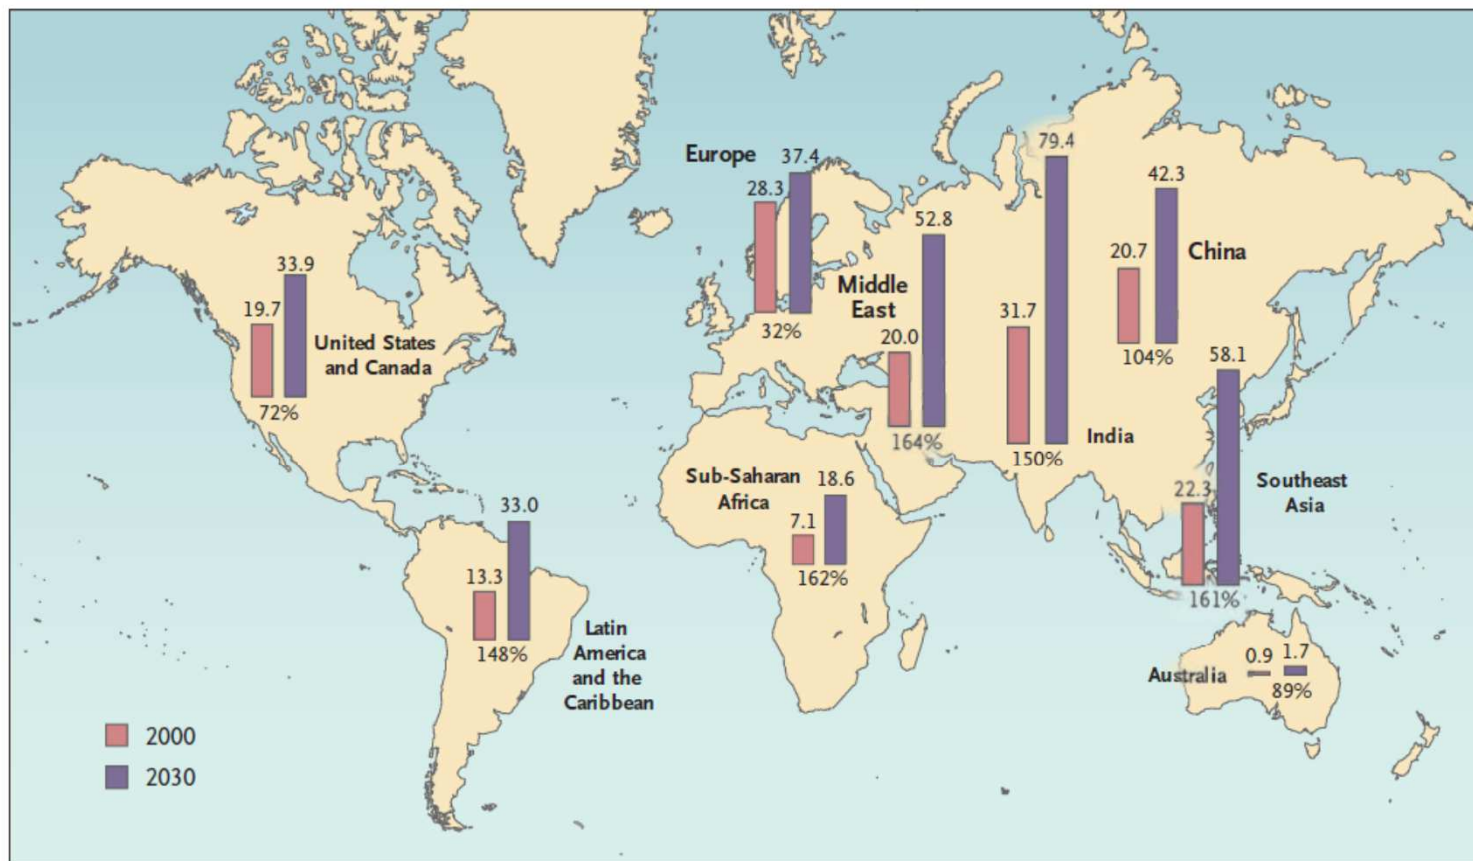 Europe
28.3
37.4
32%
79.4
31.7
150%
India
42.3
20.7
China
104%
52.8
Middle
East
20.0
164%
33.9
19.7
United States
and Canada
72%
58.1
22.3
Southeast
Asia
161%
Sub-Saharan
Africa
18.6
7.1
162%
33.0
13.3
148%
Latin
America
and the
Caribbean
Australia
0.9
1.7
89%
2000
2030